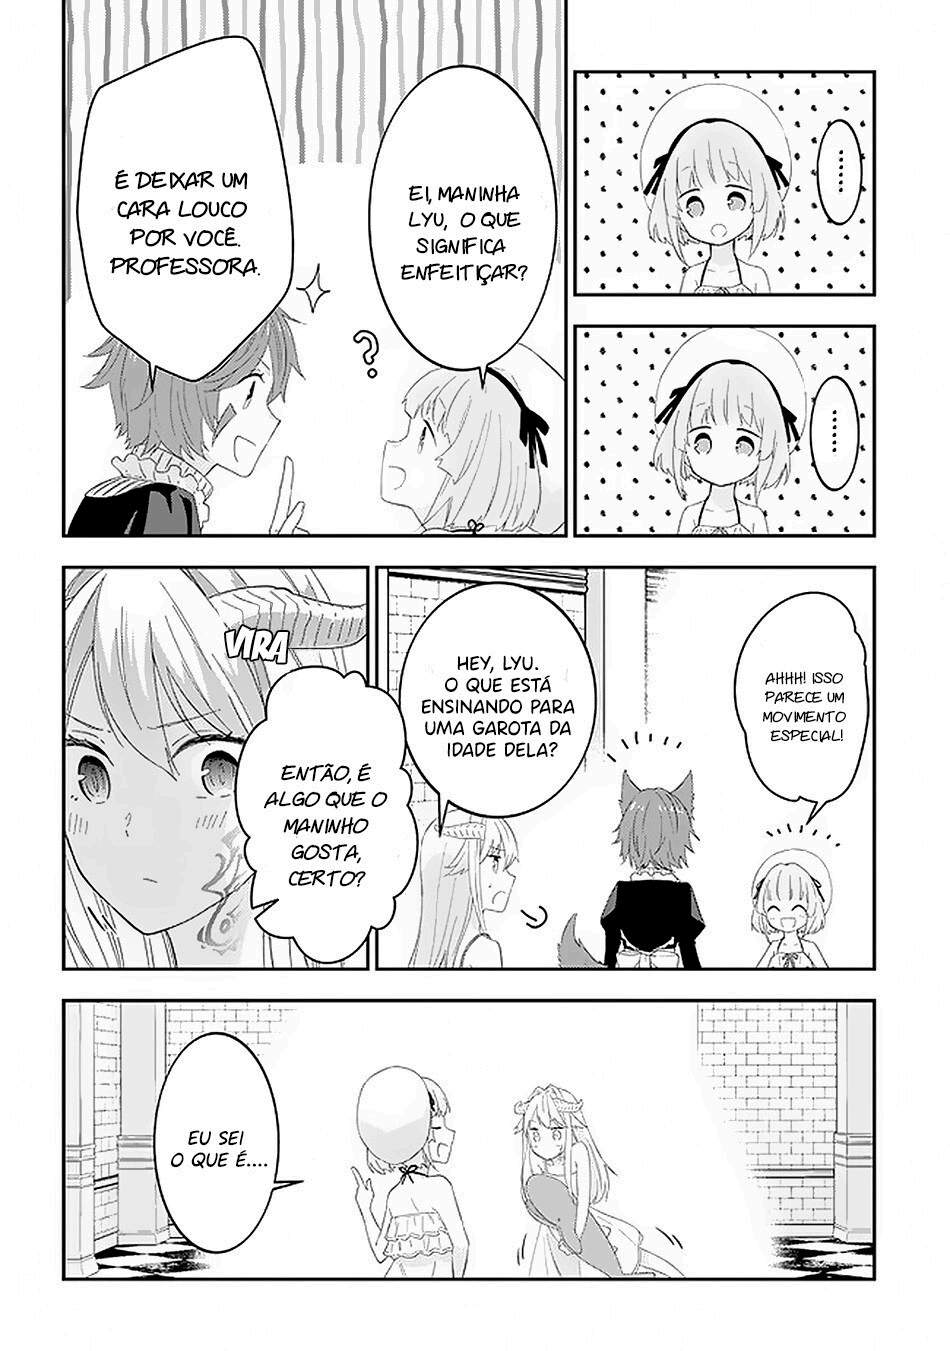 ........
........
EI, MANINHA
LYU, O QUE
SIGNIFICA
ENFEITIÇAR?
É DEIXAR UM
CARA LOUCO
POR VOCÊ.
PROFESSORA.
?
AHHH! ISSO
PARECE UM
MOVIMENTO
ESPECIAL!
HEY, LYU.
O QUE ESTÁ
ENSINANDO PARA
UMA GAROTA DA
IDADE DELA?
VIRA
ENTÃO, É
ALGO QUE O
MANINHO
GOSTA,
CERTO?
EU SEI
O QUE É....